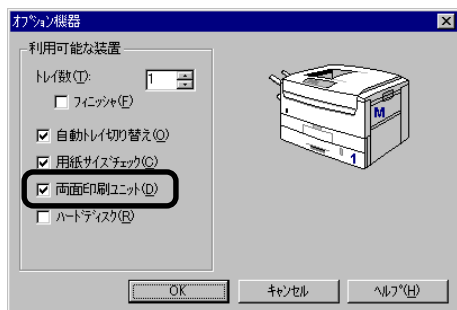 オプション機器
利用可能な装置
トレイ数(T): 1
フィニッシャ(F)
自動トレイ切り替え(O)
用紙サイズチェック(C)
両面印刷ユニット(D)
ハードディスク(R)
M
1
OK キャンセル ヘルプ(H)